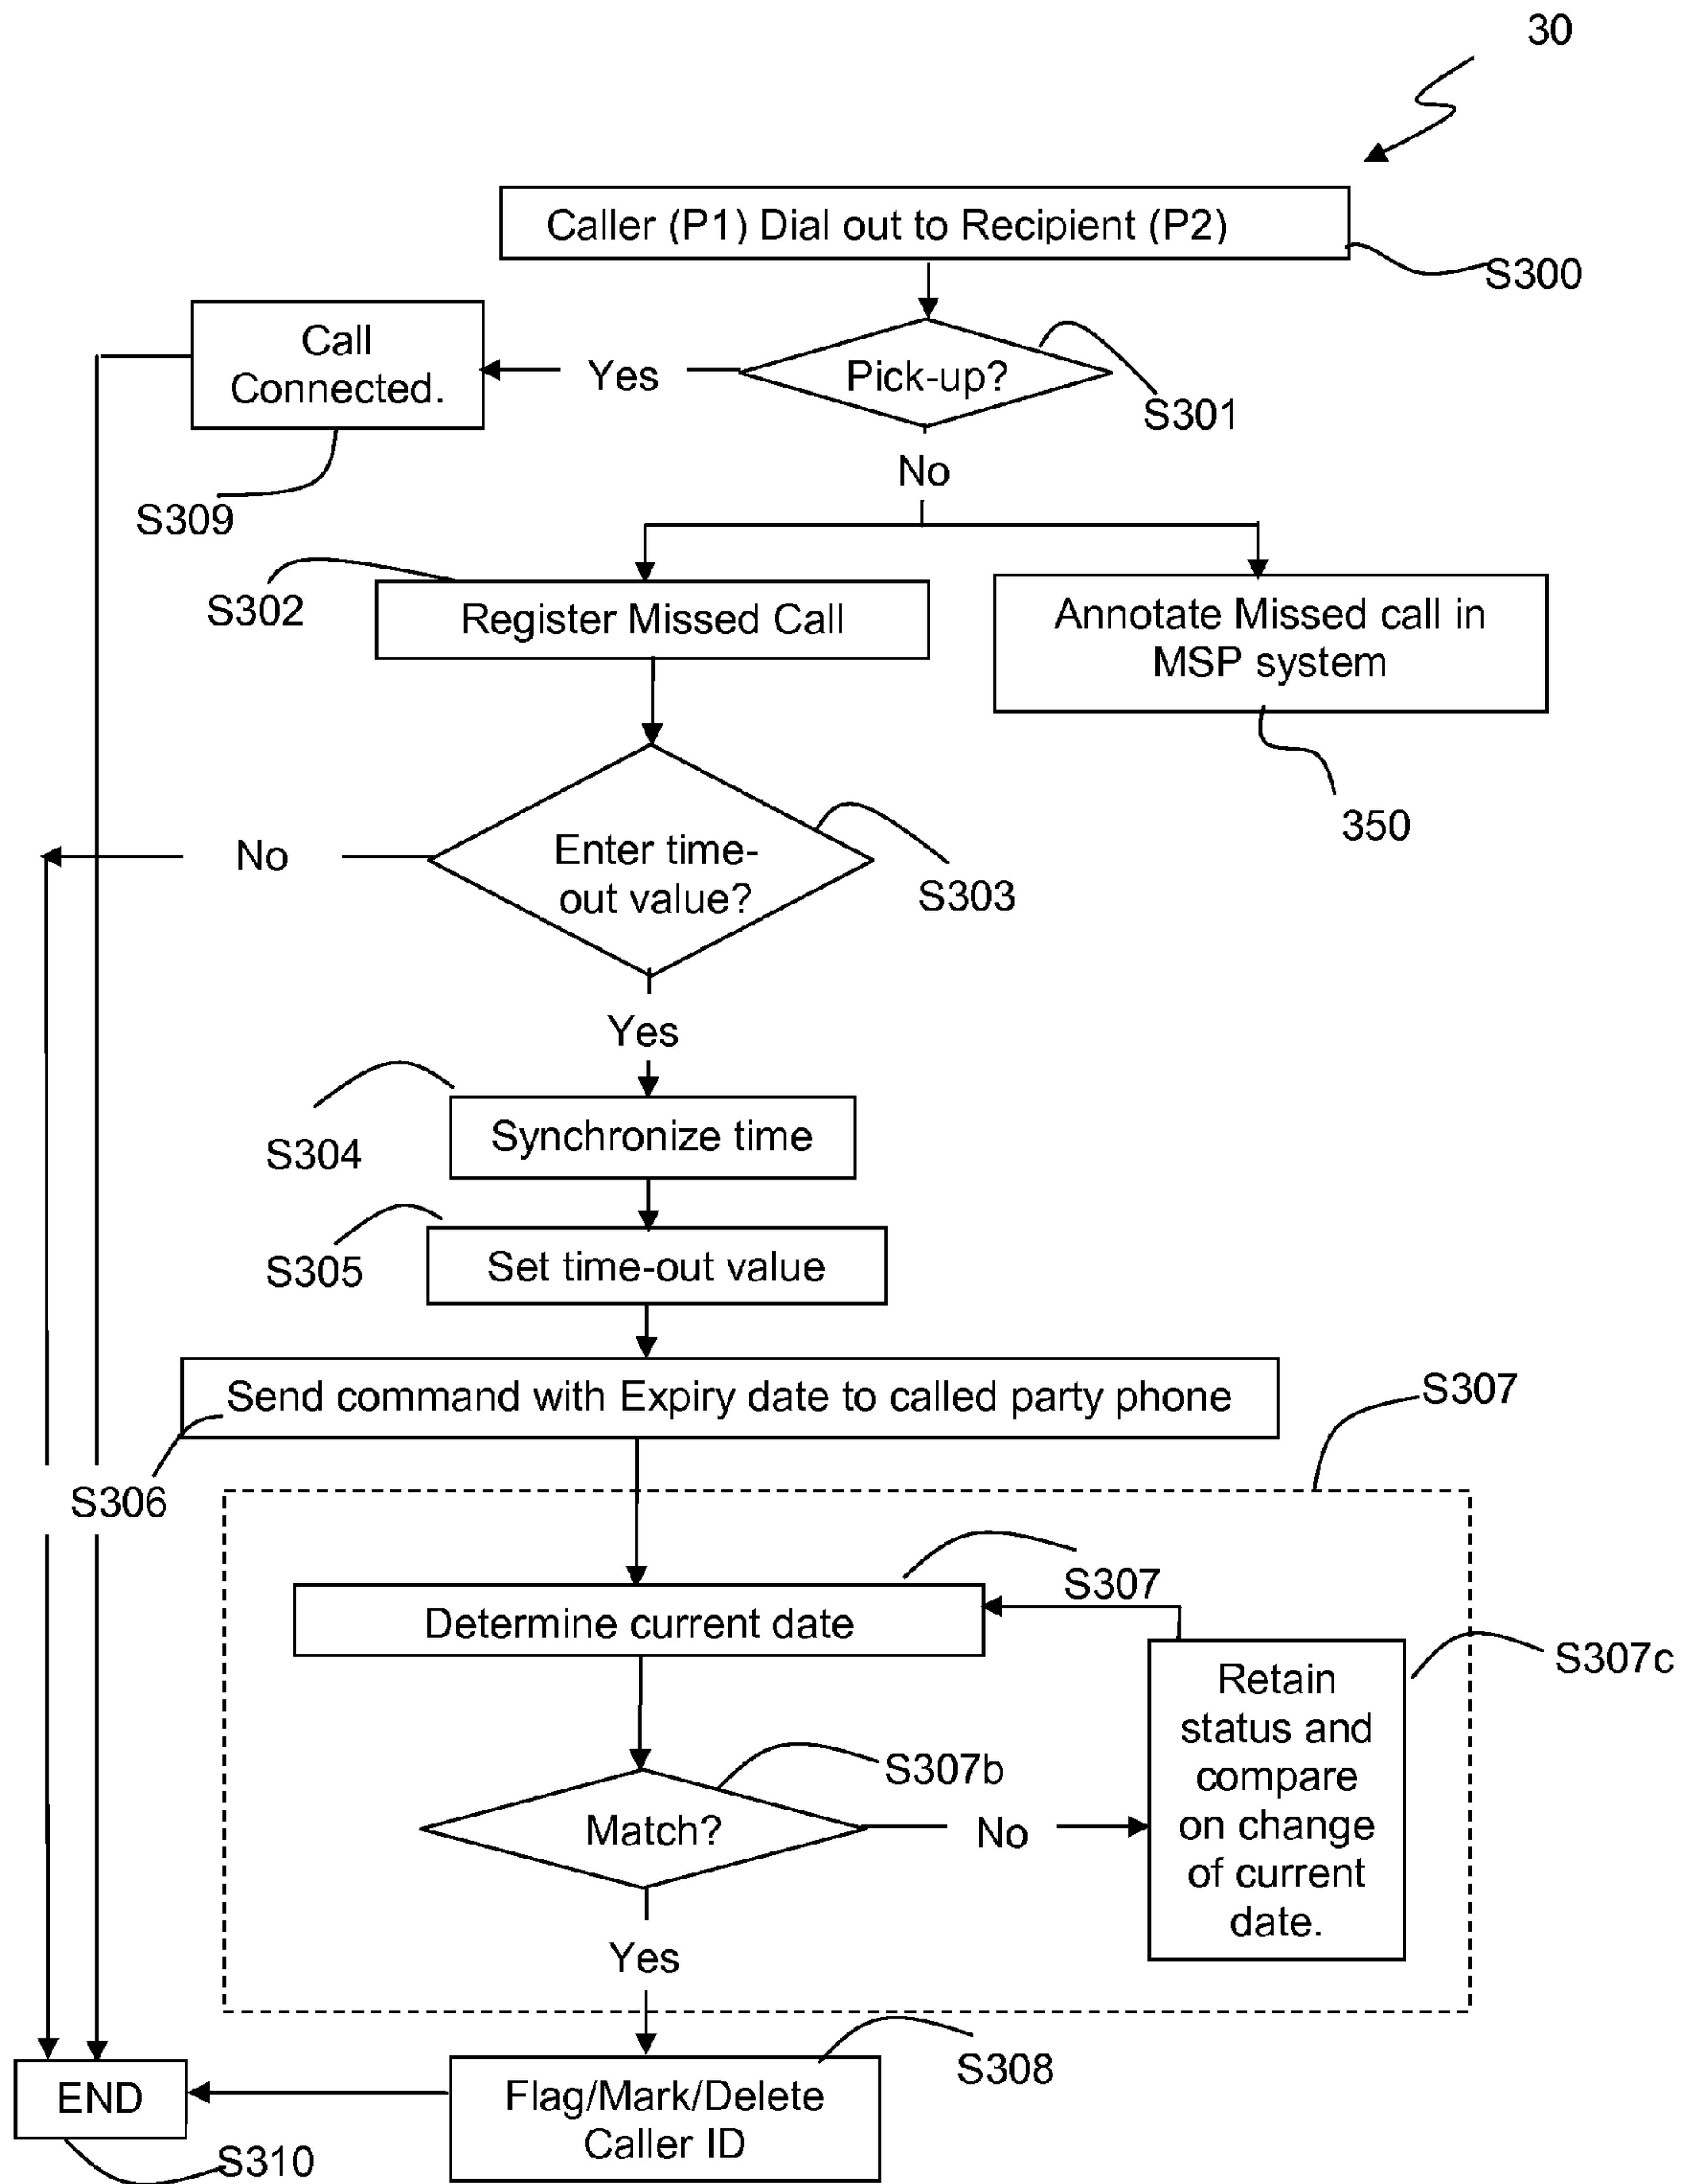 30
Caller (P1) Dial out to Recipient (P2)
S300
Call
Connected.
Yes
Pick-up?
S301
No
S309
S302
Register Missed Call
Annotate Missed call in
MSP system
350
No
Enter time-
out value?
S303
Yes
Synchronize time
S304
Set time-out value
S305
Send command with Expiry date to called party phone
S307
S306
S307
Determine current date
S307c
Retain
status and
compare
on change
of current
date.
S307b
Match?
No
Yes
S308
END
Flag/Mark/Delete
Caller ID
S310